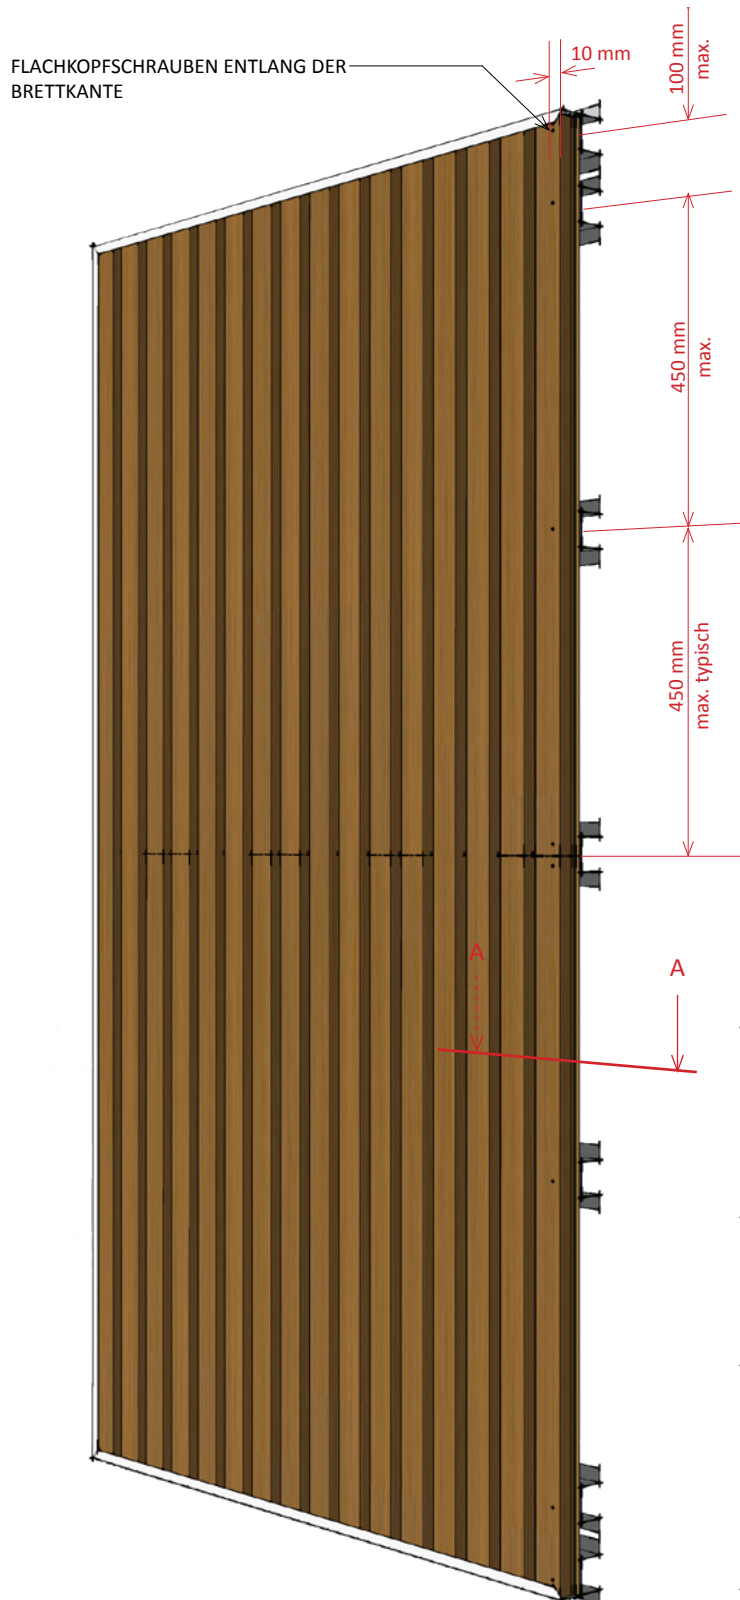 FLACHKOPFSCHRAUBEN ENTLANG DER
BRETTKANTE
10 mm
100 mm
max.
450 mm
max.
450 mm
max. typisch
A
A